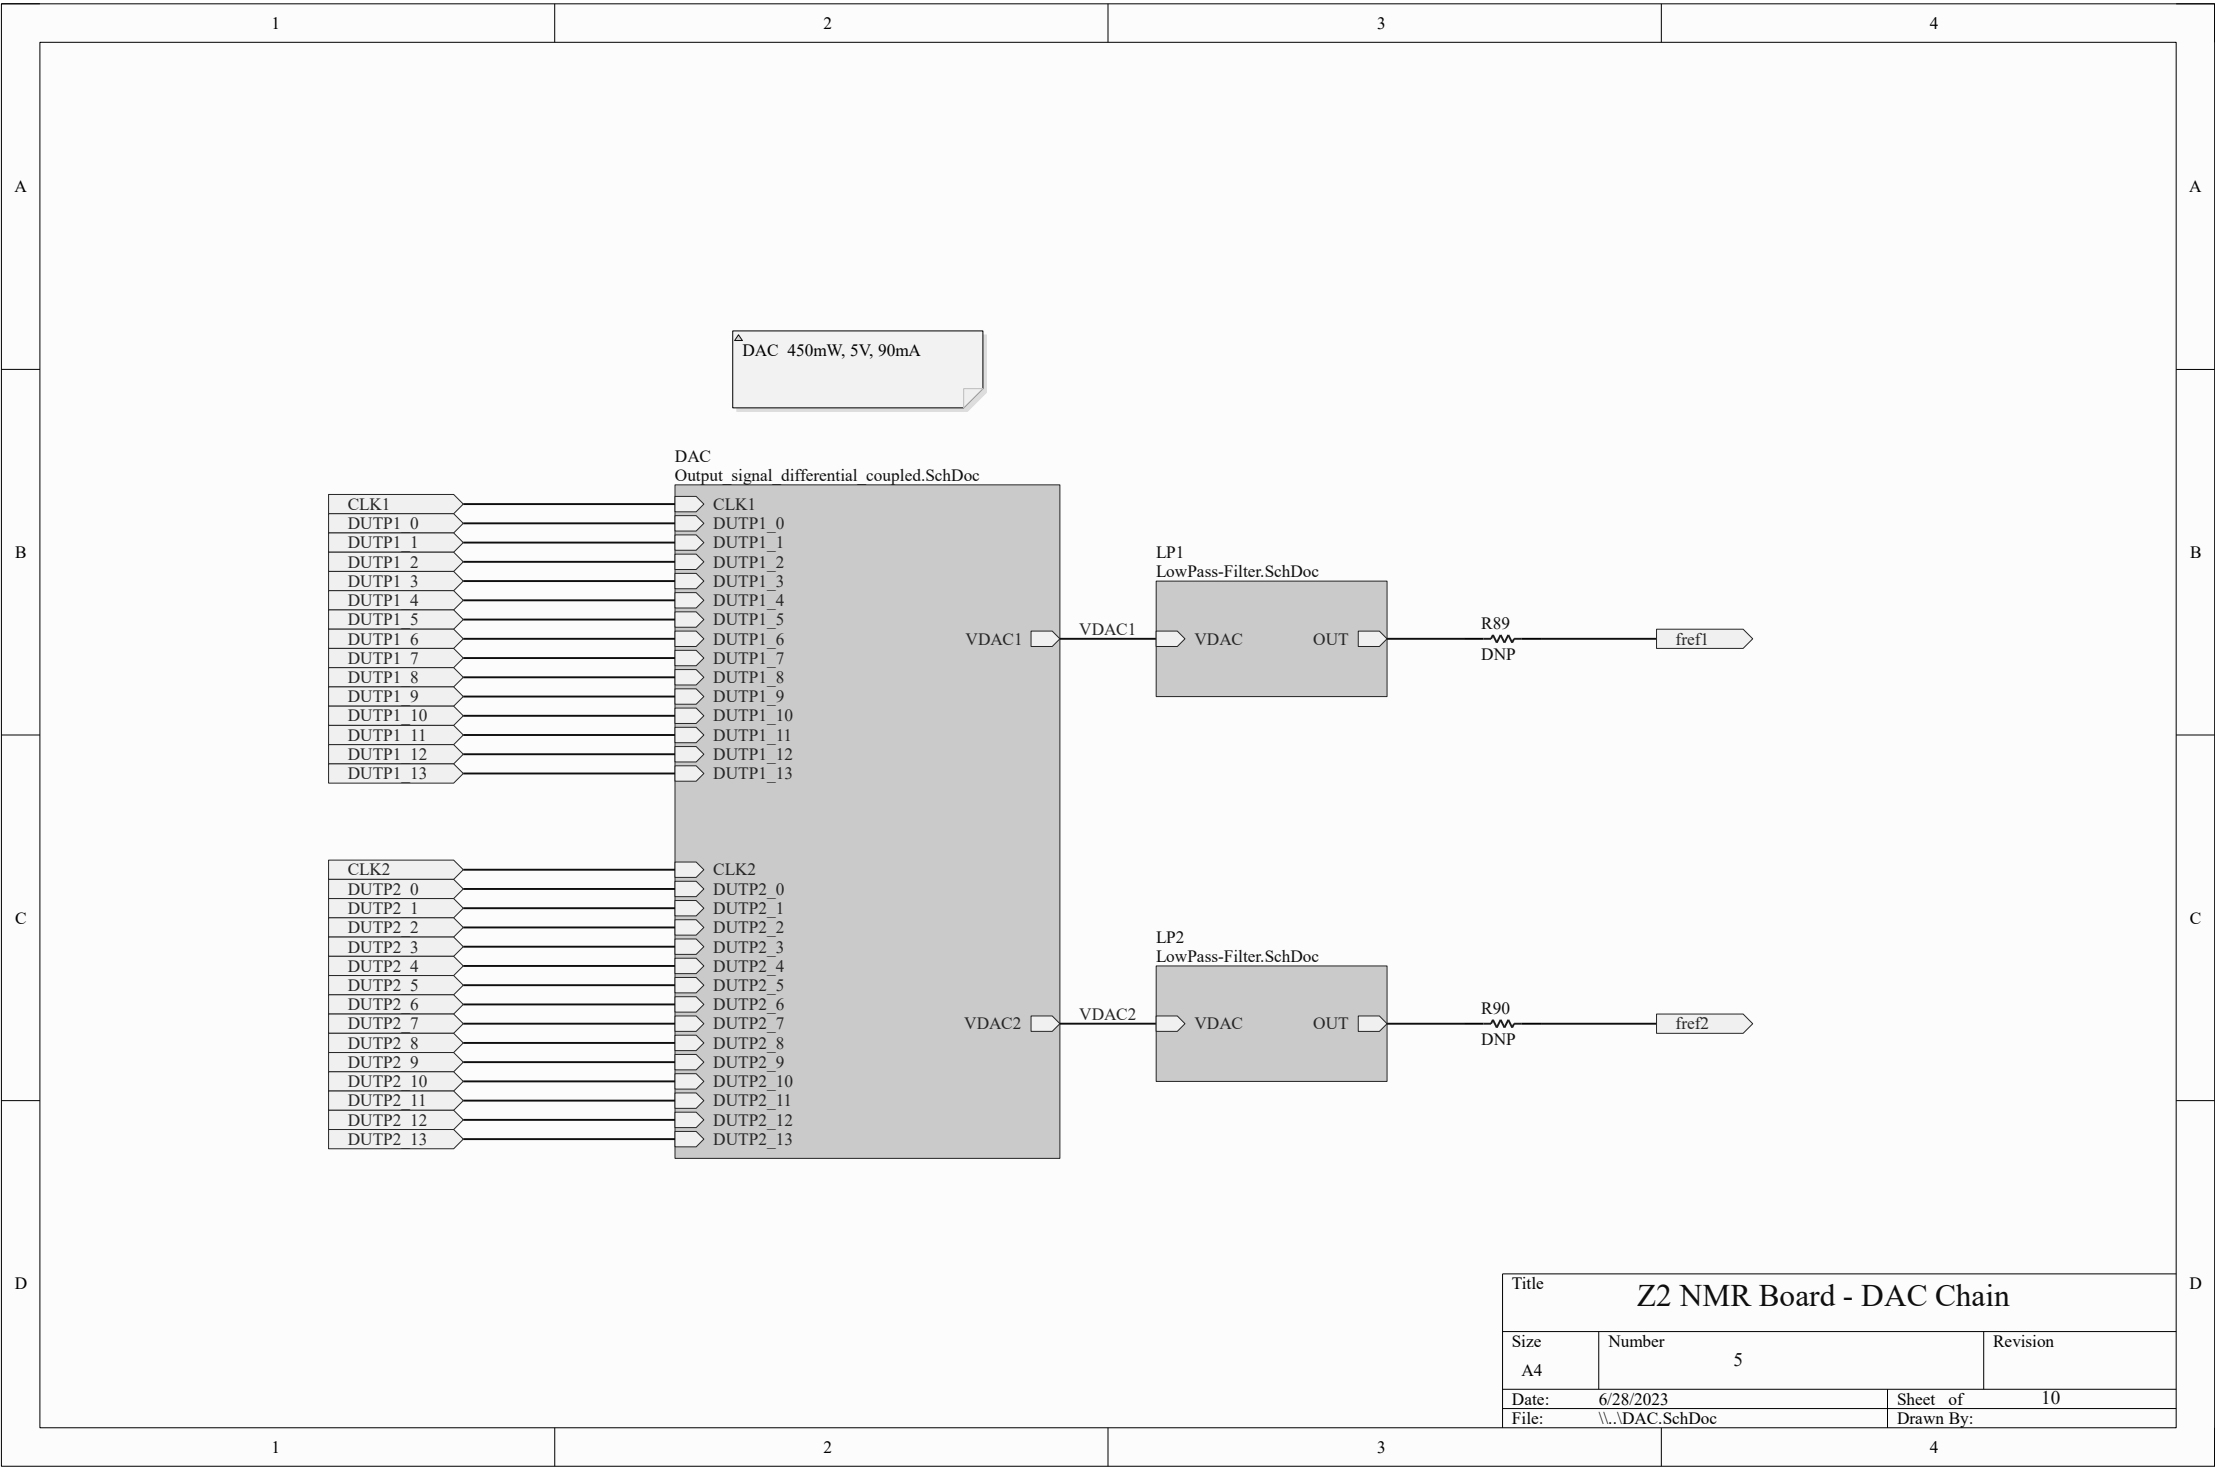 1 2 3 4
A A
DAC 450mW, 5V, 90mA
DAC
Output_signal_differential_coupled.SchDoc
CLK1 CLK1
DUTP1_0 DUTP1_0
DUTP1_1 DUTP1_1
B B
LP1
DUTP1_2 DUTP1_2
LowPass-Filter.SchDoc
DUTP1_3 DUTP1_3
DUTP1_4 DUTP1_4
DUTP1_5 DUTP1_5
R89
VDAC1
DUTP1_6 DUTP1_6 VDAC1 VDAC OUT fref1
DNP
DUTP1_7 DUTP1_7
DUTP1_8 DUTP1_8
DUTP1_9 DUTP1_9
DUTP1_10 DUTP1_10
DUTP1_11 DUTP1_11
DUTP1_12 DUTP1_12
DUTP1_13 DUTP1_13
CLK2 CLK2
DUTP2_0 DUTP2_0
DUTP2_1 DUTP2_1
C C
DUTP2_2 DUTP2_2
LP2
DUTP2_3 DUTP2_3
LowPass-Filter.SchDoc
DUTP2_4 DUTP2_4
DUTP2_5 DUTP2_5
DUTP2_6 DUTP2_6
R90
VDAC2
DUTP2_7 DUTP2_7 VDAC2 VDAC OUT fref2
DNP
DUTP2_8 DUTP2_8
DUTP2_9 DUTP2_9
DUTP2_10 DUTP2_10
DUTP2_11 DUTP2_11
DUTP2_12 DUTP2_12
DUTP2_13 DUTP2_13
D D
Title
Z2 NMR Board - DAC Chain
Size Number Revision
5
A4
Date: 6/28/2023 Sheet of 10
File: \\..\DAC.SchDoc Drawn By:
1 2 3 4